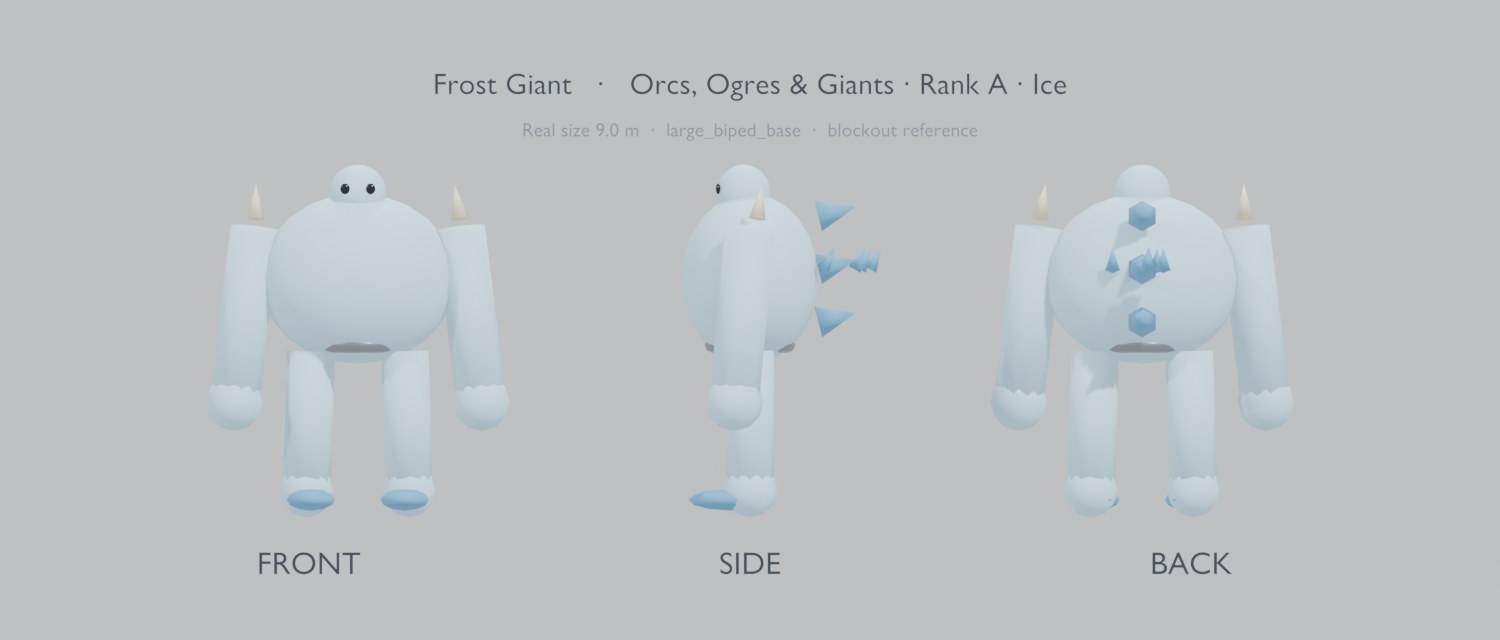 Frost Giant · Orcs, Ogres & Giants · Rank A · Ice
Real size 9.0 m · large_biped_base · blockout reference
FRONT SIDE BACK